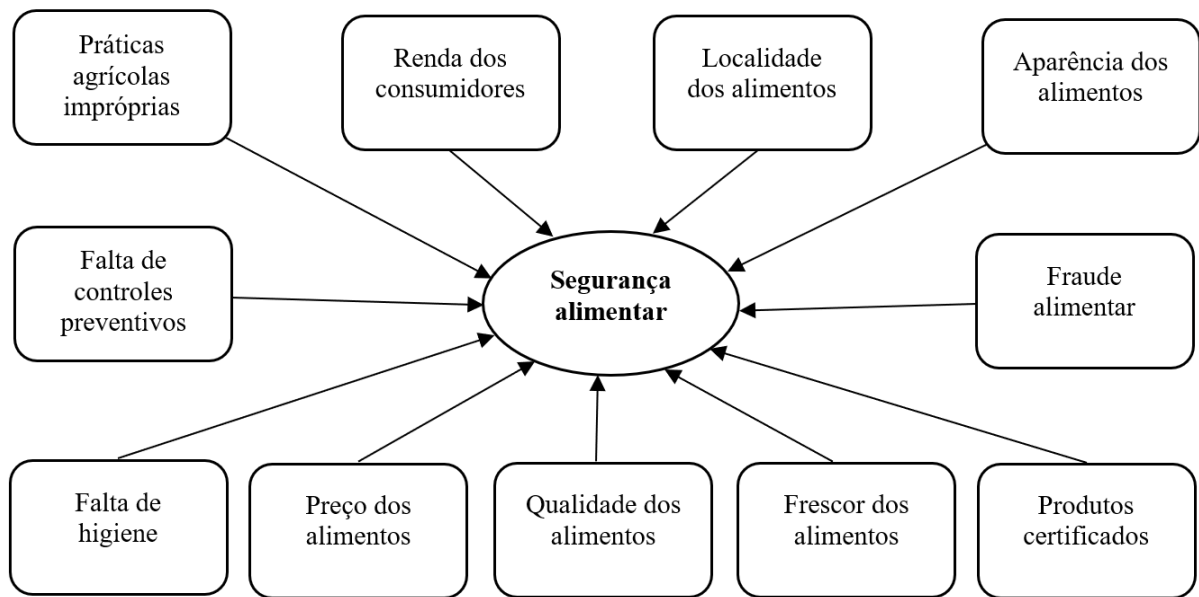 Práticas
agrícolas
impróprias
Renda dos
consumidores
Localidade
dos alimentos
Aparência dos
alimentos
Falta de
controles
preventivos
Segurança
alimentar
Fraude
alimentar
Falta de
higiene
Preço dos
alimentos
Qualidade dos
alimentos
Frescor dos
alimentos
Produtos
certificados